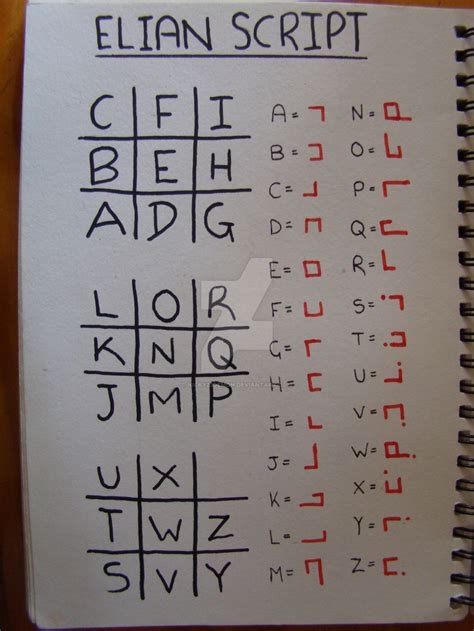 ELIAN SCRIPT
C F I
B E H
A D G
L O R
K N Q
J M P
U X
T W Z
S V Y
A=
B=
C=
D=
E=
F=
G=
H=
I=
J=
K=
L=
M=
N=
O=
P=
Q=
R=
S=
T=
U=
V=
W=
X=
Y=
Z=